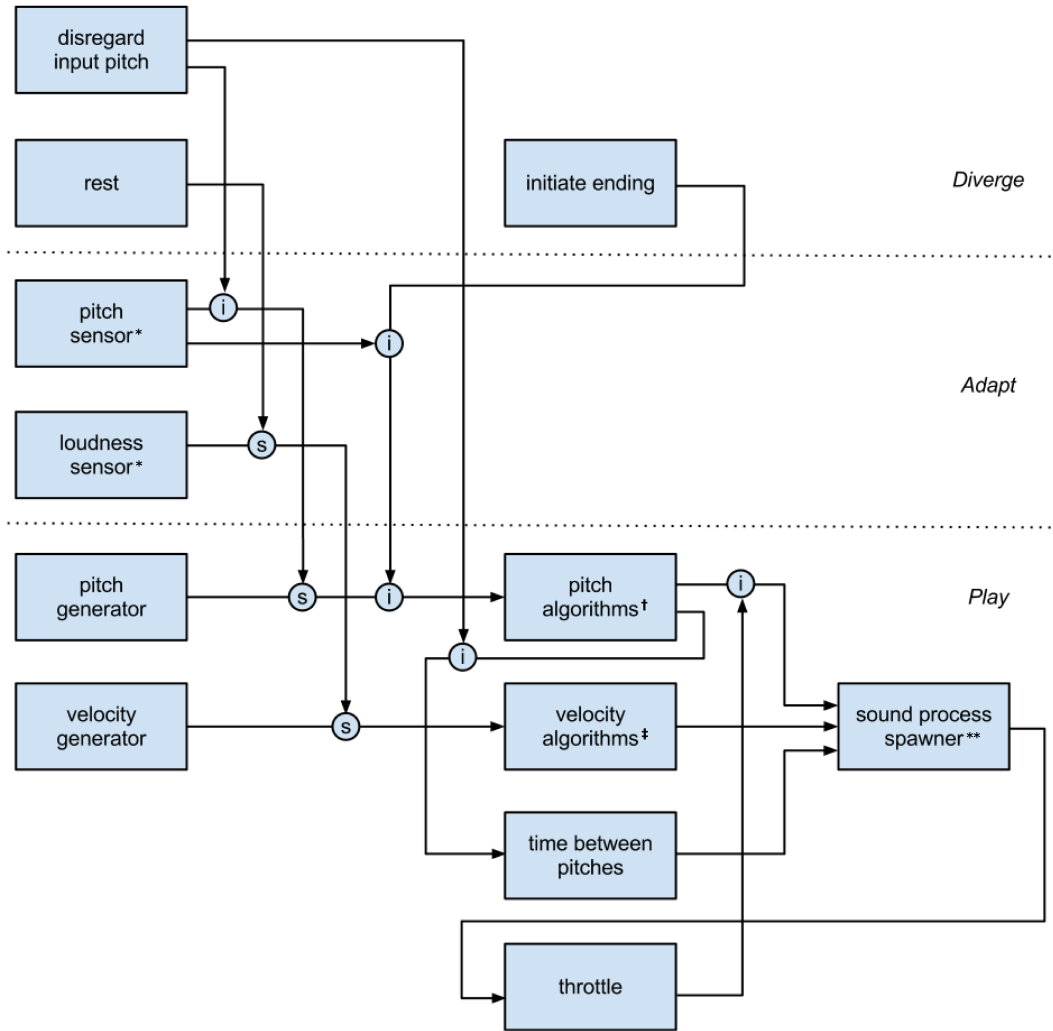 disregard
input pitch
rest
initiate ending
Diverge
pitch
sensor*
i
i
Adapt
loudness
sensor*
s
pitch
generator
s
i
pitch
algorithms†
i
Play
i
velocity
generator
s
velocity
algorithms‡
sound process
spawner**
time between
pitches
throttle